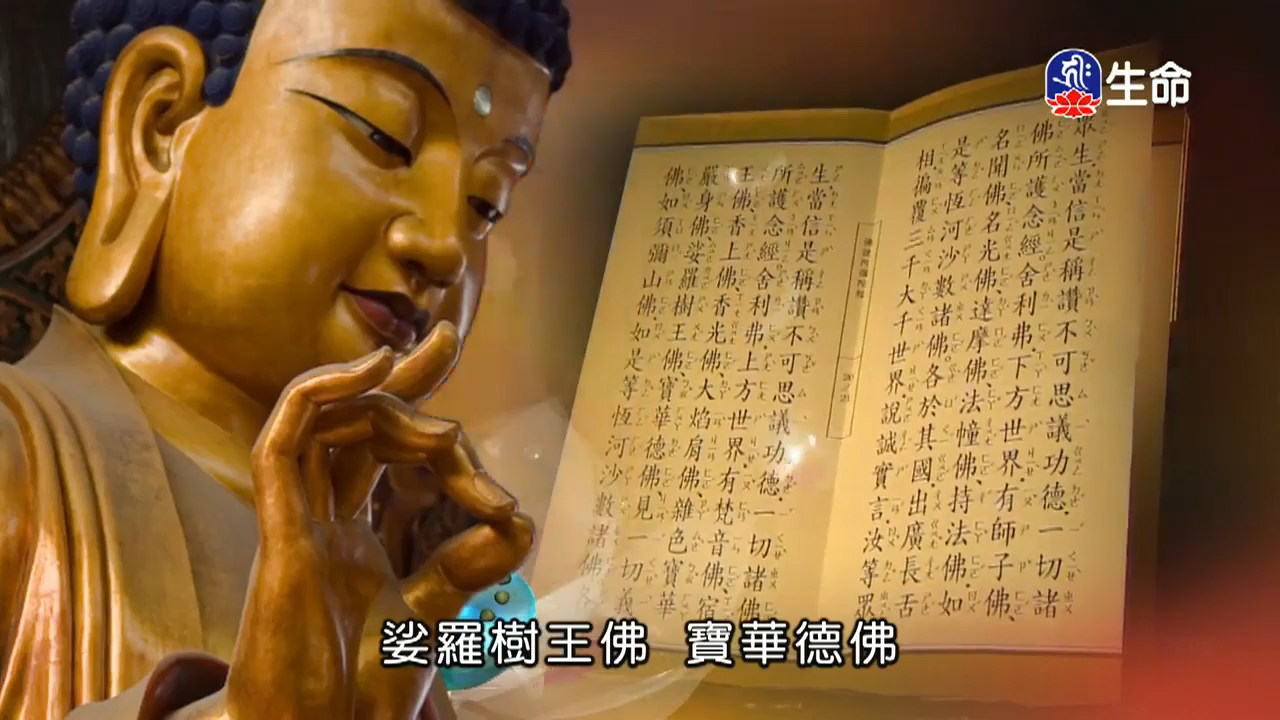 生命
眾生當信是稱讚不可思議功德。一切諸
佛所護念經。舍利弗。下方世界。有師子佛、
名聞佛、名光佛、達摩佛、法幢佛、持法佛。如
是等恆河沙數諸佛。各於其國。出廣長舌
相。徧覆三千大千世界。說誠實言。汝等眾
生當信是稱讚不可思議功德。一切諸佛
所護念經。舍利弗。上方世界。有梵音佛、宿
王佛、香上佛、香光佛、大焰肩佛、雜色寶華
嚴身佛、娑羅樹王佛、寶華德佛、見一切義
佛、如須彌山佛。如是等恆河沙數諸佛。各
娑羅樹王佛 寶華德佛